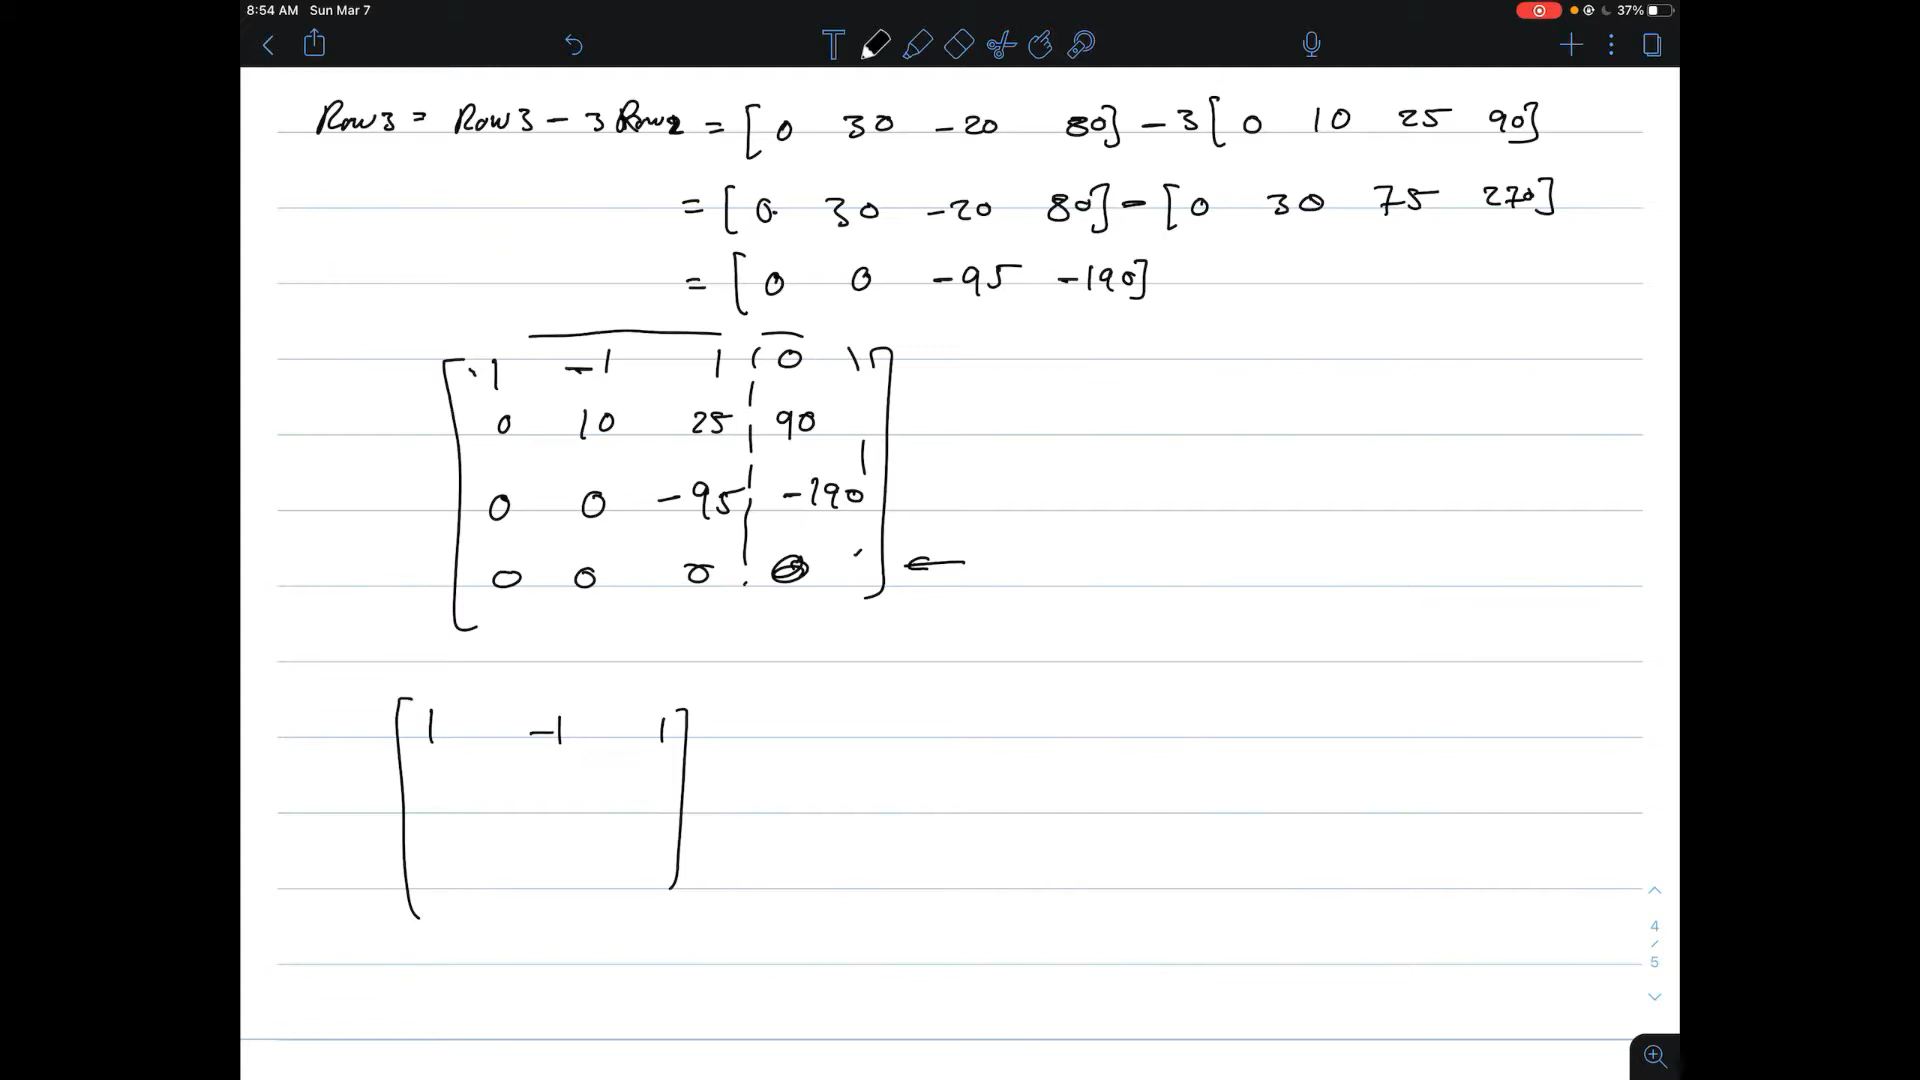 8:54 AM Sun Mar 7 37%
Row3 = Row3 - 3 Row2 = [0 30 -20 80] - 3[0 10 25 90]
= [0 30 -20 80] - [0 30 75 270]
= [0 0 -95 -190]
1 -1 1 0
0 10 25 90
0 0 -95 -190
0 0 0 0
1 -1 1
4
/
5